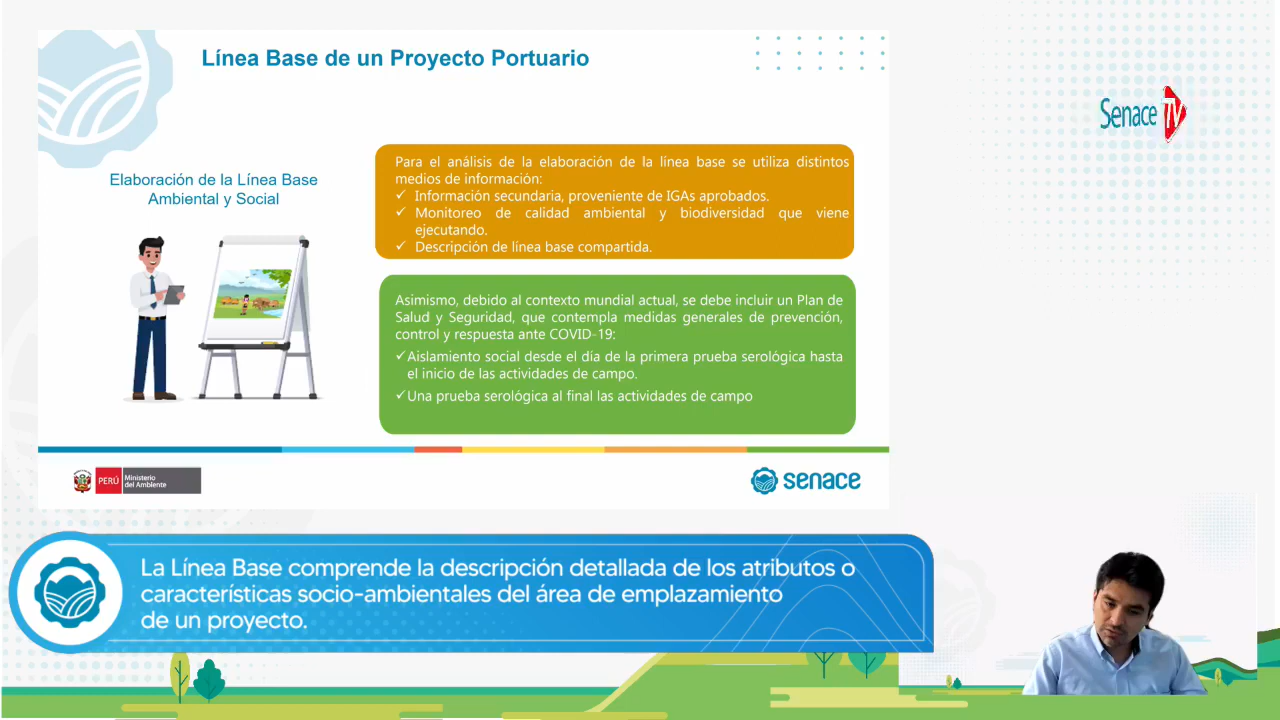 Línea Base de un Proyecto Portuario
Senace TV
Elaboración de la Línea Base
Ambiental y Social
Para el análisis de la elaboración de la línea base se utiliza distintos
medios de información:
✓ Información secundaria, proveniente de IGAs aprobados.
✓ Monitoreo de calidad ambiental y biodiversidad que viene
ejecutando.
✓ Descripción de línea base compartida.
Asimismo, debido al contexto mundial actual, se debe incluir un Plan de
Salud y Seguridad, que contempla medidas generales de prevención,
control y respuesta ante COVID-19:
✓Aislamiento social desde el día de la primera prueba serológica hasta
el inicio de las actividades de campo.
✓Una prueba serológica al final las actividades de campo
PERÚ
Ministerio
del Ambiente
senace
La Línea Base comprende la descripción detallada de los atributos o
características socio-ambientales del área de emplazamiento
de un proyecto.